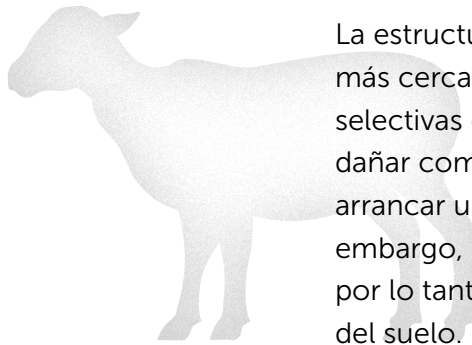 La estructu
más cerca
selectivas
dañar com
arrancar u
embargo,
por lo tant
del suelo.